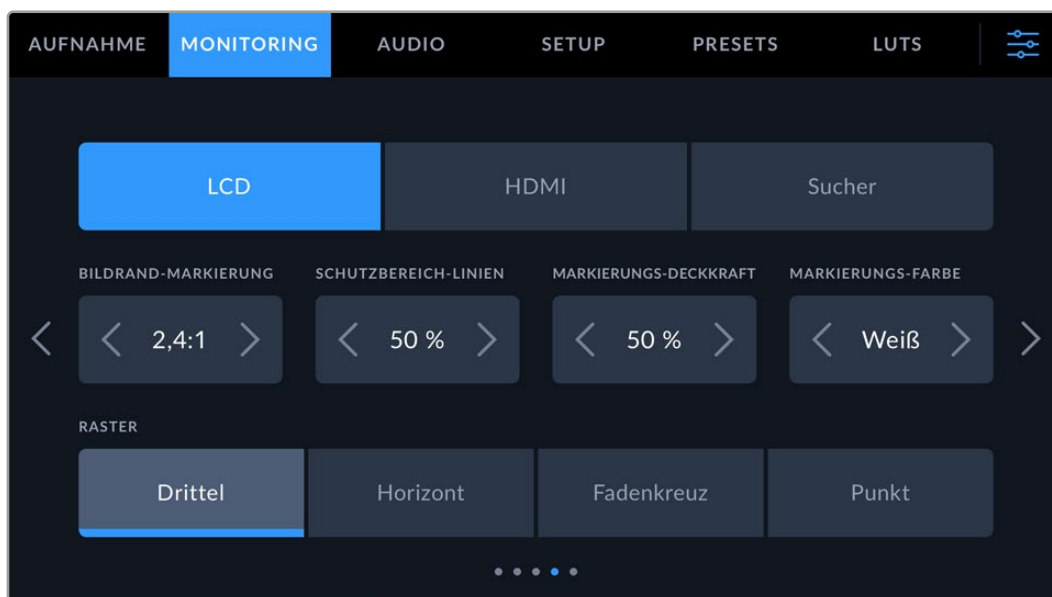 AUFNAHME MONITORING AUDIO SETUP PRESETS LUTS
LCD HDMI Sucher
BILDRAND-MARKIERUNG SCHUTZBEREICH-LINIEN MARKIERUNGS-DECKKRAFT MARKIERUNGS-FARBE
2,4:1 50 % 50 % Weiß
RASTER
Drittel Horizont Fadenkreuz Punkt